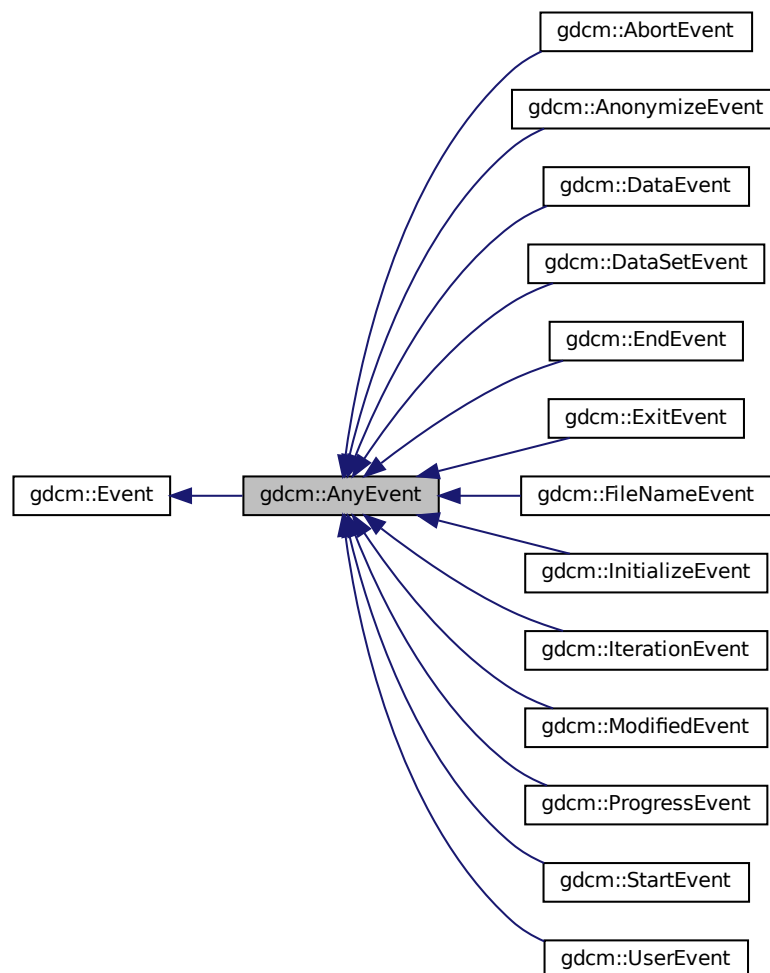 gdcm::AbortEvent
gdcm::AnonymizeEvent
gdcm::DataEvent
gdcm::DataSetEvent
gdcm::EndEvent
gdcm::ExitEvent
gdcm::Event
gdcm::AnyEvent
gdcm::FileNameEvent
gdcm::InitializeEvent
gdcm::IterationEvent
gdcm::ModifiedEvent
gdcm::ProgressEvent
gdcm::StartEvent
gdcm::UserEvent